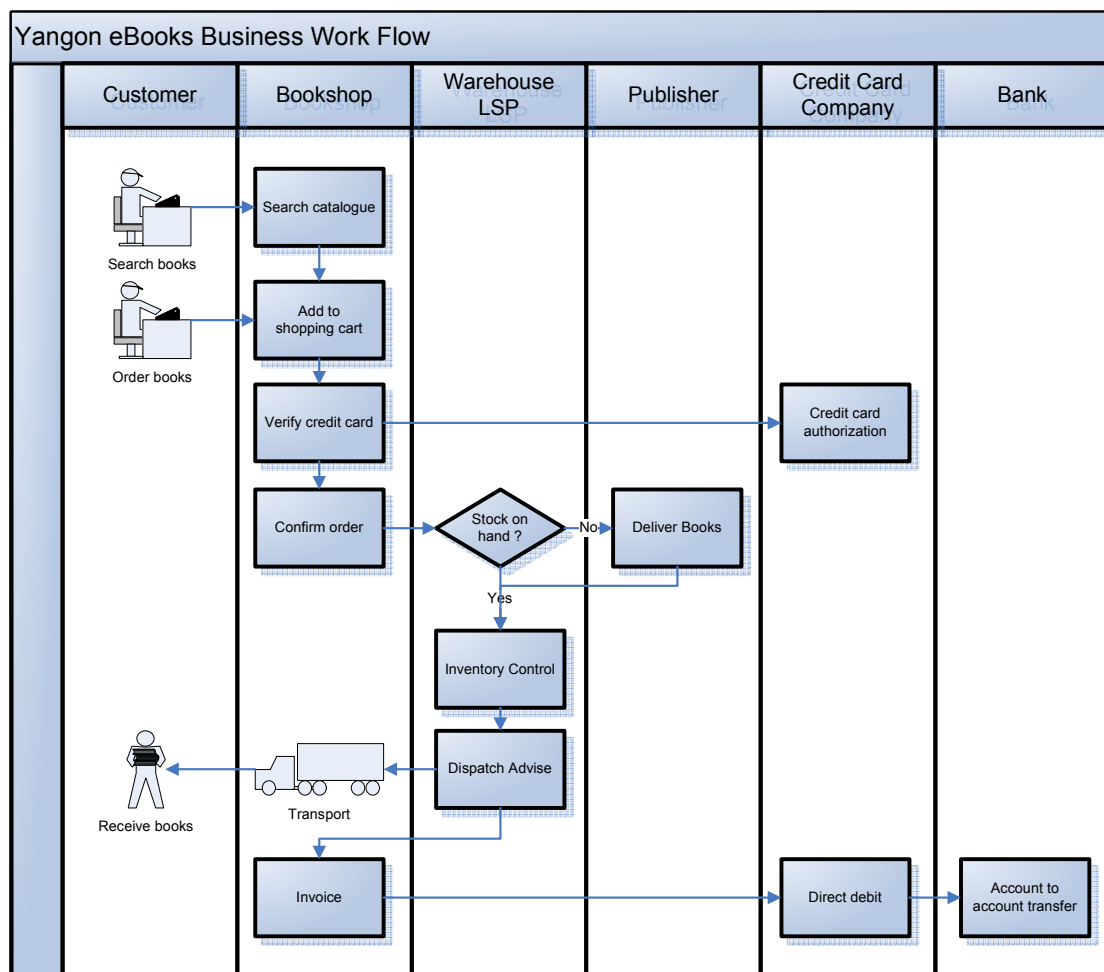 Yangon eBooks Business Work Flow
Customer
Bookshop
Warehouse
LSP
Publisher
Credit Card
Company
Bank
Search books
Search catalogue
Order books
Add to
shopping cart
Verify credit card
Credit card
authorization
Confirm order
Stock on
hand ?
No
Deliver Books
Yes
Inventory Control
Dispatch Advise
Transport
Receive books
Invoice
Direct debit
Account to
account transfer